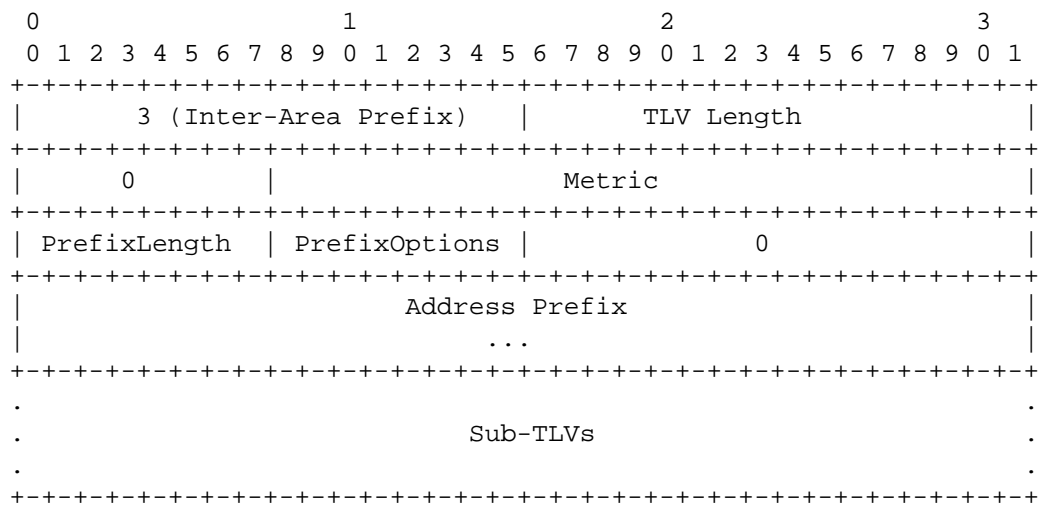 0                   1                   2                   3
 0 1 2 3 4 5 6 7 8 9 0 1 2 3 4 5 6 7 8 9 0 1 2 3 4 5 6 7 8 9 0 1
+-+-+-+-+-+-+-+-+-+-+-+-+-+-+-+-+-+-+-+-+-+-+-+-+-+-+-+-+-+-+-+-+
|       3 (Inter-Area Prefix)   |       TLV Length              |
+-+-+-+-+-+-+-+-+-+-+-+-+-+-+-+-+-+-+-+-+-+-+-+-+-+-+-+-+-+-+-+-+
|      0        |                  Metric                       |
+-+-+-+-+-+-+-+-+-+-+-+-+-+-+-+-+-+-+-+-+-+-+-+-+-+-+-+-+-+-+-+-+
| PrefixLength  | PrefixOptions |              0                |
+-+-+-+-+-+-+-+-+-+-+-+-+-+-+-+-+-+-+-+-+-+-+-+-+-+-+-+-+-+-+-+-+
|                        Address Prefix                         |
|                             ...                               |
+-+-+-+-+-+-+-+-+-+-+-+-+-+-+-+-+-+-+-+-+-+-+-+-+-+-+-+-+-+-+-+-+
.                                                               .
.                            Sub-TLVs                           .
.                                                               .
+-+-+-+-+-+-+-+-+-+-+-+-+-+-+-+-+-+-+-+-+-+-+-+-+-+-+-+-+-+-+-+-+